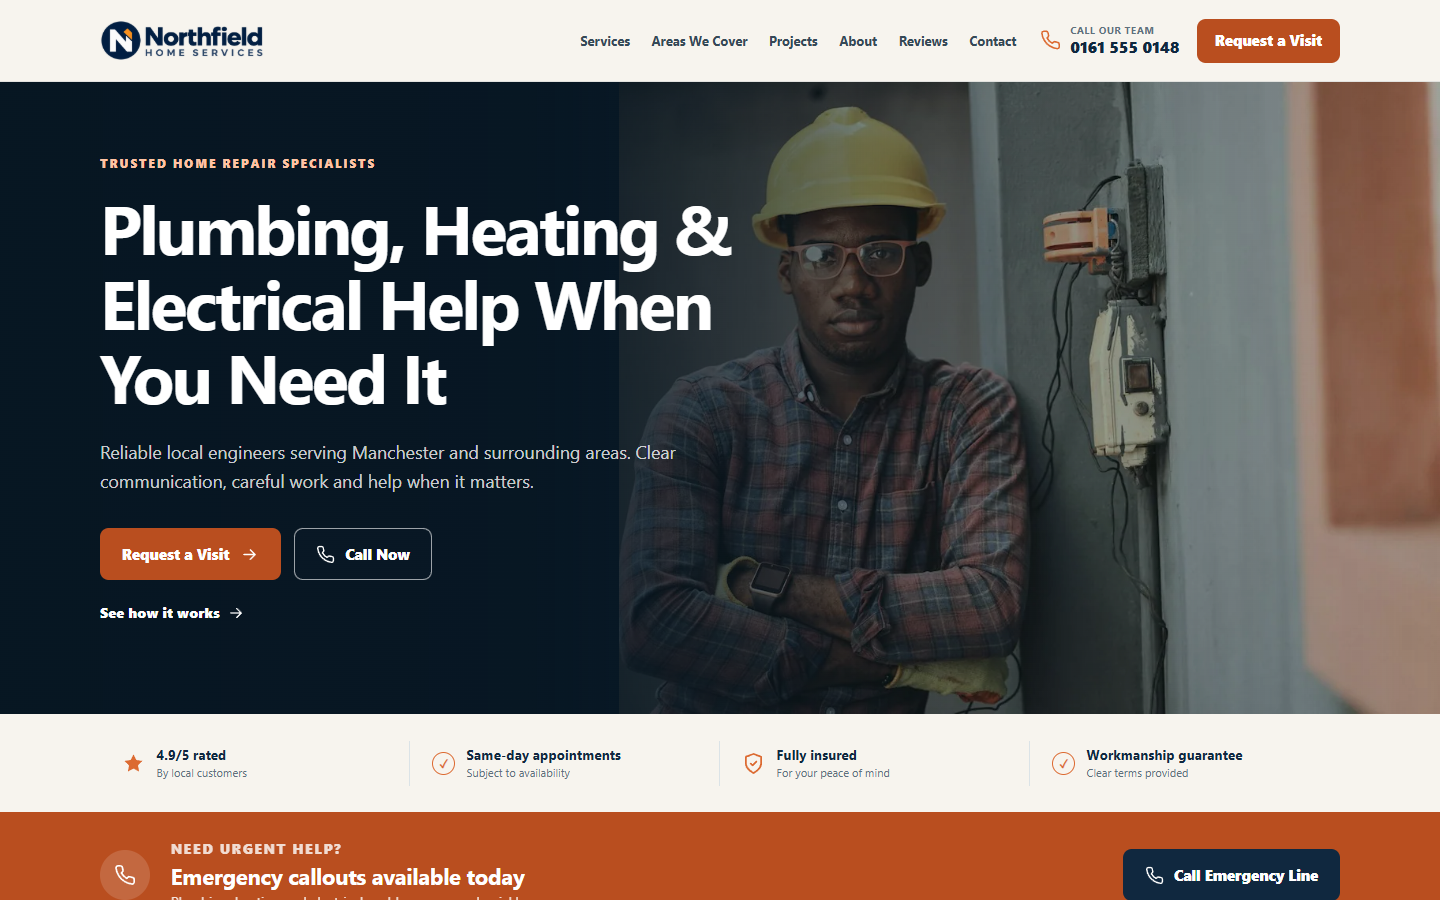 Northfield
HOME SERVICES
Services
Areas We Cover
Projects
About
Reviews
Contact
CALL OUR TEAM
0161 555 0148
Request a Visit
TRUSTED HOME REPAIR SPECIALISTS
Plumbing, Heating &
Electrical Help When
You Need It
Reliable local engineers serving Manchester and surrounding areas. Clear
communication, careful work and help when it matters.
Request a Visit
Call Now
See how it works
4.9/5 rated
By local customers
Same-day appointments
Subject to availability
Fully insured
For your peace of mind
Workmanship guarantee
Clear terms provided
NEED URGENT HELP?
Emergency callouts available today
Call Emergency Line